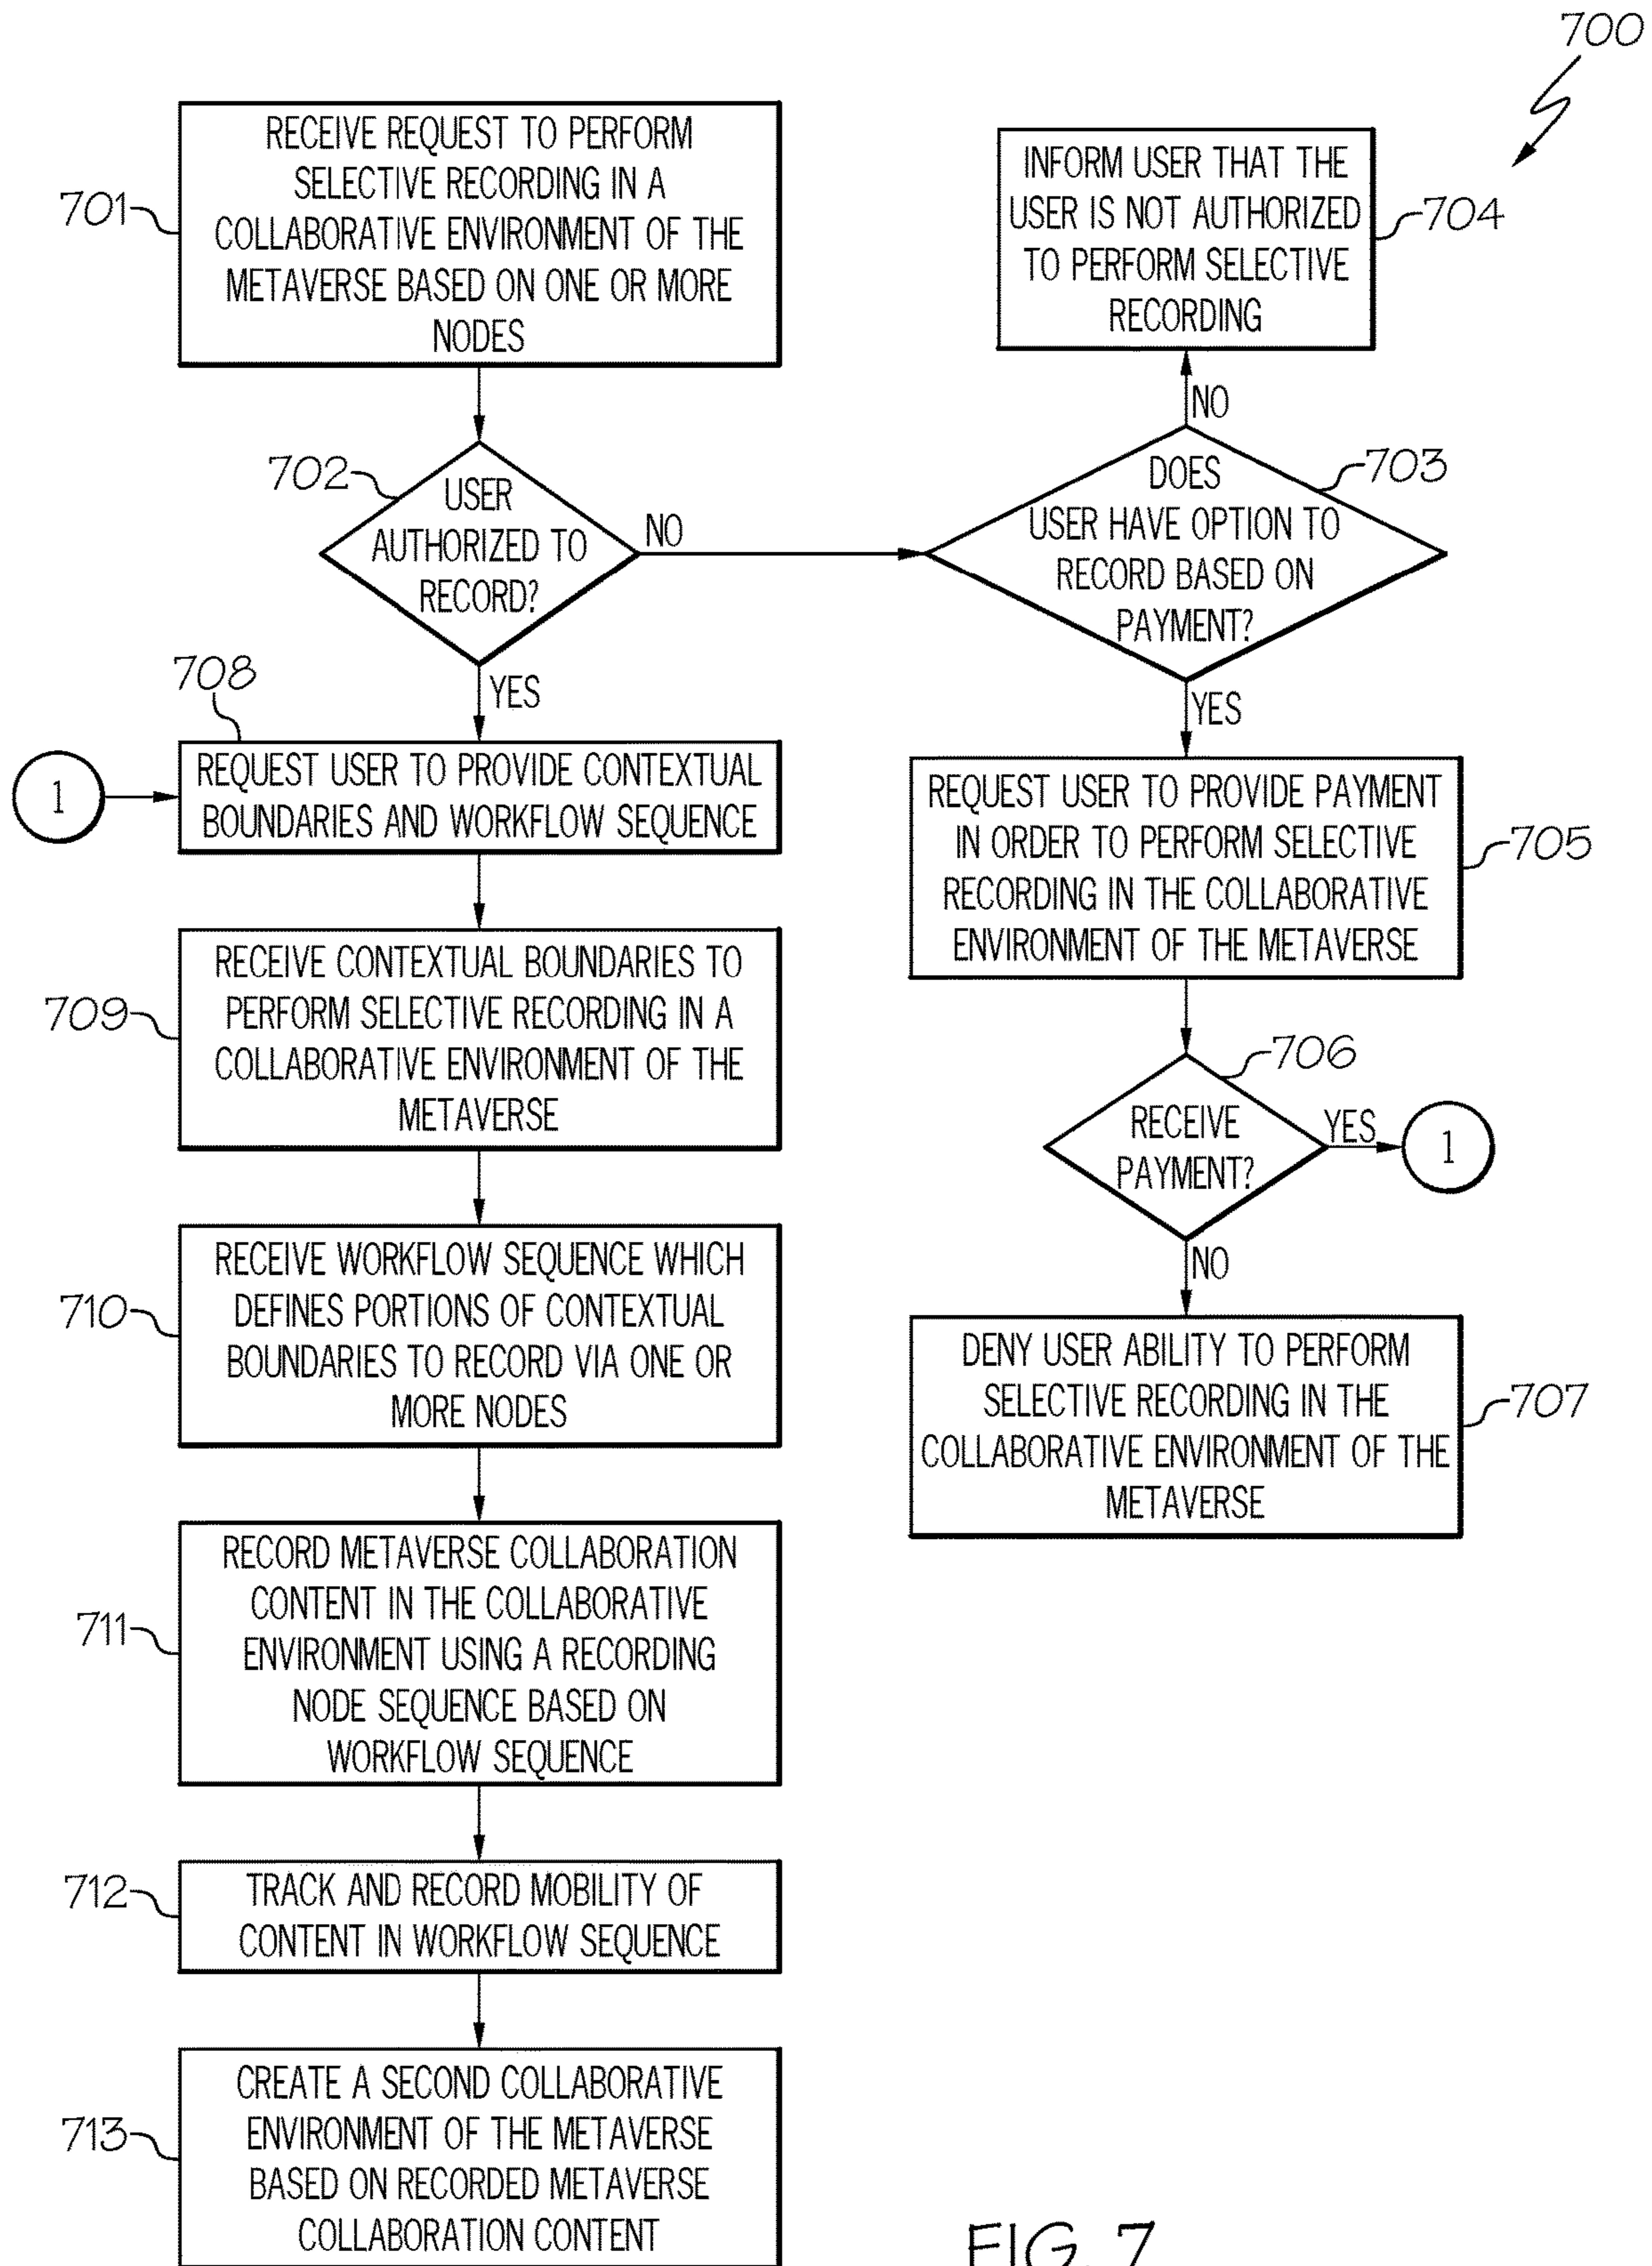 700
RECEIVE REQUEST TO PERFORM
SELECTIVE RECORDING IN A
COLLABORATIVE ENVIRONMENT OF THE
METAVERSE BASED ON ONE OR MORE
NODES
701
INFORM USER THAT THE
USER IS NOT AUTHORIZED
TO PERFORM SELECTIVE
RECORDING
704
NO
702
USER
AUTHORIZED TO
RECORD?
NO
703
DOES
USER HAVE OPTION TO
RECORD BASED ON
PAYMENT?
YES
YES
708
1
REQUEST USER TO PROVIDE CONTEXTUAL
BOUNDARIES AND WORKFLOW SEQUENCE
REQUEST USER TO PROVIDE PAYMENT
IN ORDER TO PERFORM SELECTIVE
RECORDING IN THE COLLABORATIVE
ENVIRONMENT OF THE METAVERSE
705
709
RECEIVE CONTEXTUAL BOUNDARIES TO
PERFORM SELECTIVE RECORDING IN A
COLLABORATIVE ENVIRONMENT OF THE
METAVERSE
706
RECEIVE
PAYMENT?
YES
1
NO
710
RECEIVE WORKFLOW SEQUENCE WHICH
DEFINES PORTIONS OF CONTEXTUAL
BOUNDARIES TO RECORD VIA ONE OR
MORE NODES
DENY USER ABILITY TO PERFORM
SELECTIVE RECORDING IN THE
COLLABORATIVE ENVIRONMENT OF THE
METAVERSE
707
711
RECORD METAVERSE COLLABORATION
CONTENT IN THE COLLABORATIVE
ENVIRONMENT USING A RECORDING
NODE SEQUENCE BASED ON
WORKFLOW SEQUENCE
712
TRACK AND RECORD MOBILITY OF
CONTENT IN WORKFLOW SEQUENCE
713
CREATE A SECOND COLLABORATIVE
ENVIRONMENT OF THE METAVERSE
BASED ON RECORDED METAVERSE
COLLABORATION CONTENT
FIG. 7